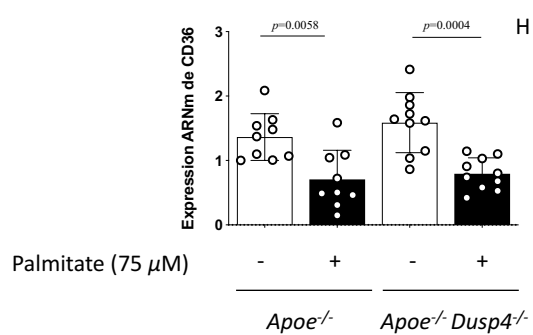 p=0.0058
p=0.0004
H
Expression ARNm de CD36
3
2
1
0
Palmitate (75 µM)
- + - +
Apoe-/-
Apoe-/- Dusp4-/-